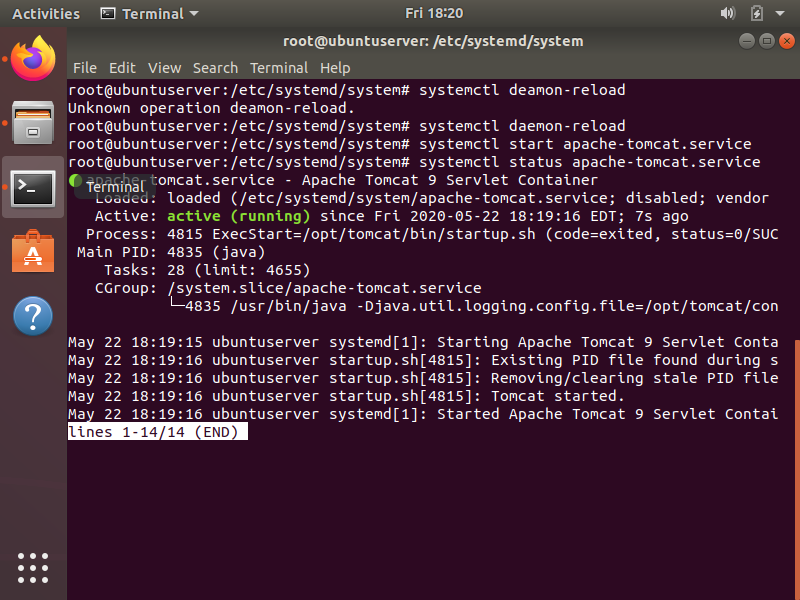 Activities Terminal Fri 18:20
root@ubuntuserver: /etc/systemd/system
File Edit View Search Terminal Help
root@ubuntuserver:/etc/systemd/system# systemctl deamon-reload
Unknown operation deamon-reload.
root@ubuntuserver:/etc/systemd/system# systemctl daemon-reload
root@ubuntuserver:/etc/systemd/system# systemctl start apache-tomcat.service
root@ubuntuserver:/etc/systemd/system# systemctl status apache-tomcat.service
apache-tomcat.service - Apache Tomcat 9 Servlet Container
Terminal
Loaded: loaded (/etc/systemd/system/apache-tomcat.service; disabled; vendor
Active: active (running) since Fri 2020-05-22 18:19:16 EDT; 7s ago
Process: 4815 ExecStart=/opt/tomcat/bin/startup.sh (code=exited, status=0/SUC
Main PID: 4835 (java)
Tasks: 28 (limit: 4655)
CGroup: /system.slice/apache-tomcat.service
└─4835 /usr/bin/java -Djava.util.logging.config.file=/opt/tomcat/con
May 22 18:19:15 ubuntuserver systemd[1]: Starting Apache Tomcat 9 Servlet Conta
May 22 18:19:16 ubuntuserver startup.sh[4815]: Existing PID file found during s
May 22 18:19:16 ubuntuserver startup.sh[4815]: Removing/clearing stale PID file
May 22 18:19:16 ubuntuserver startup.sh[4815]: Tomcat started.
May 22 18:19:16 ubuntuserver systemd[1]: Started Apache Tomcat 9 Servlet Contai
lines 1-14/14 (END)